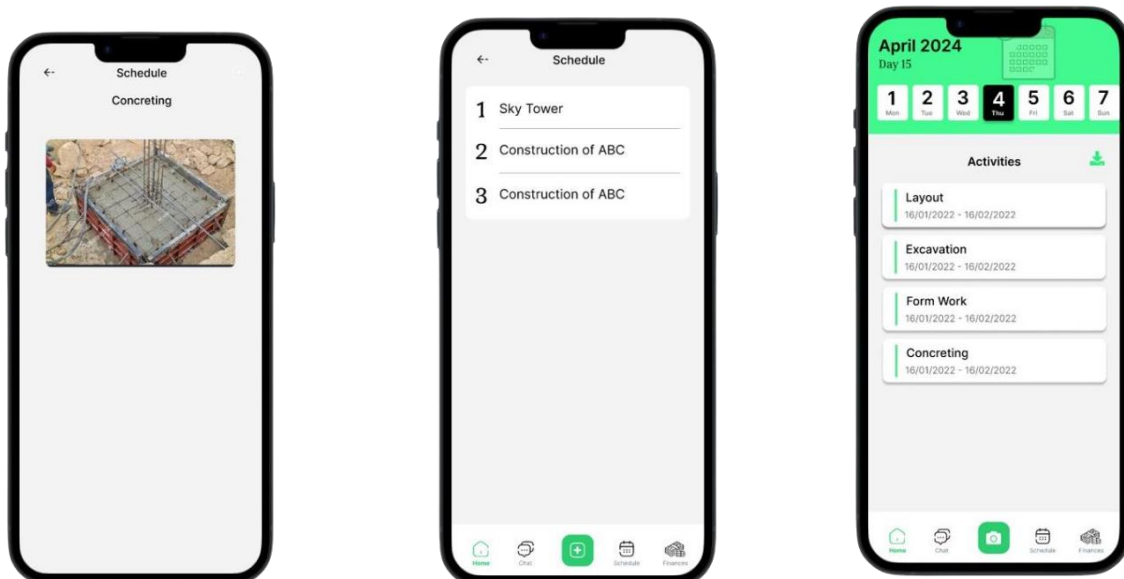 Schedule
Concreting
Schedule
1 Sky Tower
2 Construction of ABC
3 Construction of ABC
Home Chat Schedule Finances
April 2024
Day 15
1 2 3 4 5 6 7
Mon Tue Wed Thu Fri Sat Sun
Activities
Layout
16/01/2022 - 16/02/2022
Excavation
16/01/2022 - 16/02/2022
Form Work
16/01/2022 - 16/02/2022
Concreting
16/01/2022 - 16/02/2022
Home Chat Schedule Finances